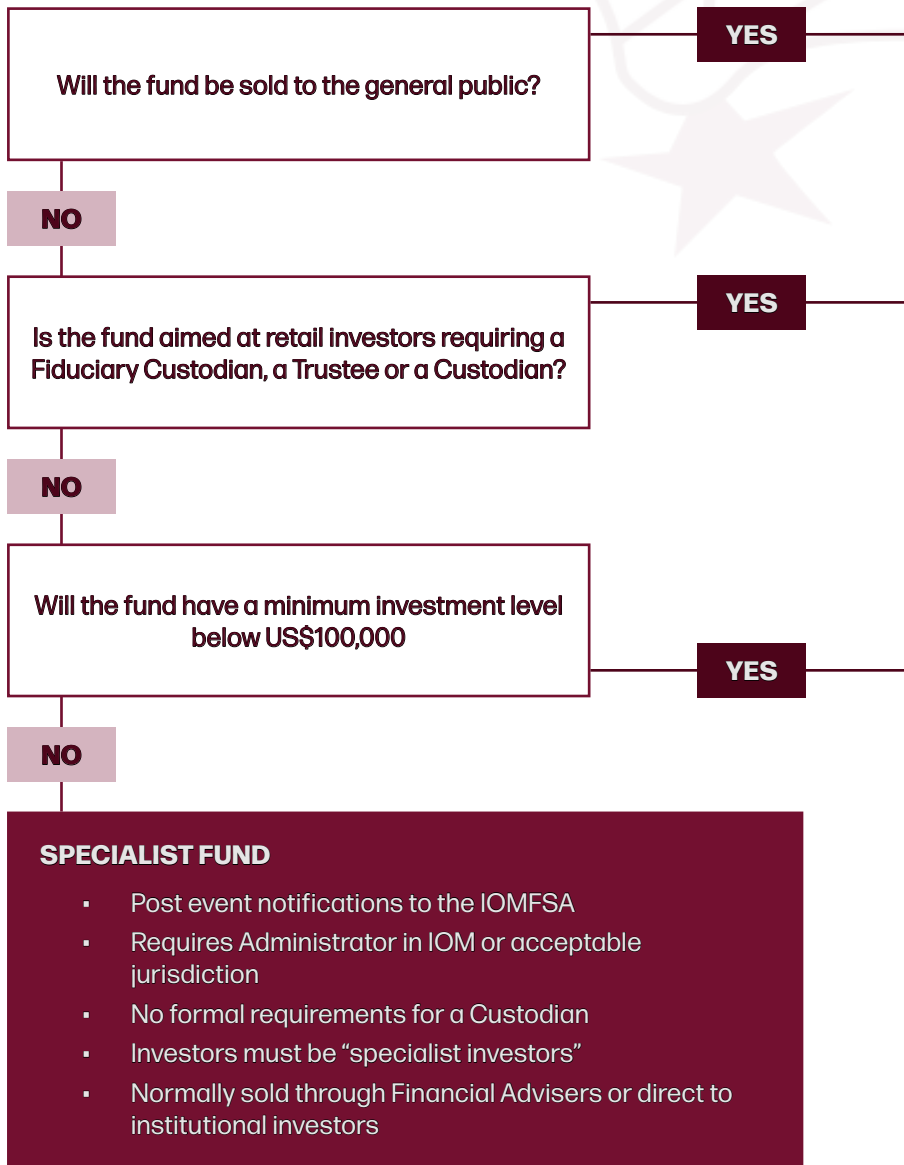 Will the fund be sold to the general public?
YES
NO
Is the fund aimed at retail investors requiring a
Fiduciary Custodian, a Trustee or a Custodian?
YES
NO
Will the fund have a minimum investment level
below US$100,000
YES
NO
SPECIALIST FUND
▪ Post event notifications to the IOMFSA
▪ Requires Administrator in IOM or acceptable
jurisdiction
▪ No formal requirements for a Custodian
▪ Investors must be “specialist investors”
▪ Normally sold through Financial Advisers or direct to
institutional investors